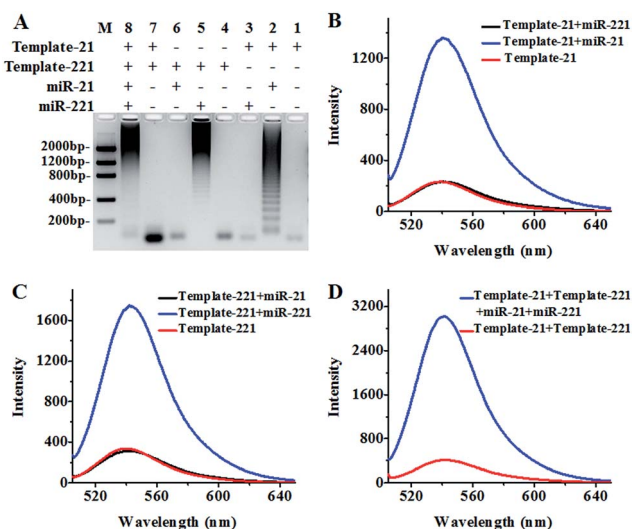 A
M 8 7 6 5 4 3 2 1
Template-21 + + - - - + + +
Template-221 + + + + + - - -
miR-21 + - + - - - + -
miR-221 + - - + - + - -
2000bp-
1200bp-
800bp-
400bp-
200bp-
B
Template-21+miR-221
Template-21+miR-21
Template-21
Intensity
1200
800
400
0
520 560 600 640
Wavelength (nm)
C
Template-221+miR-21
Template-221+miR-221
Template-221
Intensity
1600
1200
800
400
0
520 560 600 640
Wavelength (nm)
D
Template-21+Template-221
+miR-21+miR-221
Template-21+Template-221
Intensity
3200
2400
1600
800
0
520 560 600 640
Wavelength (nm)